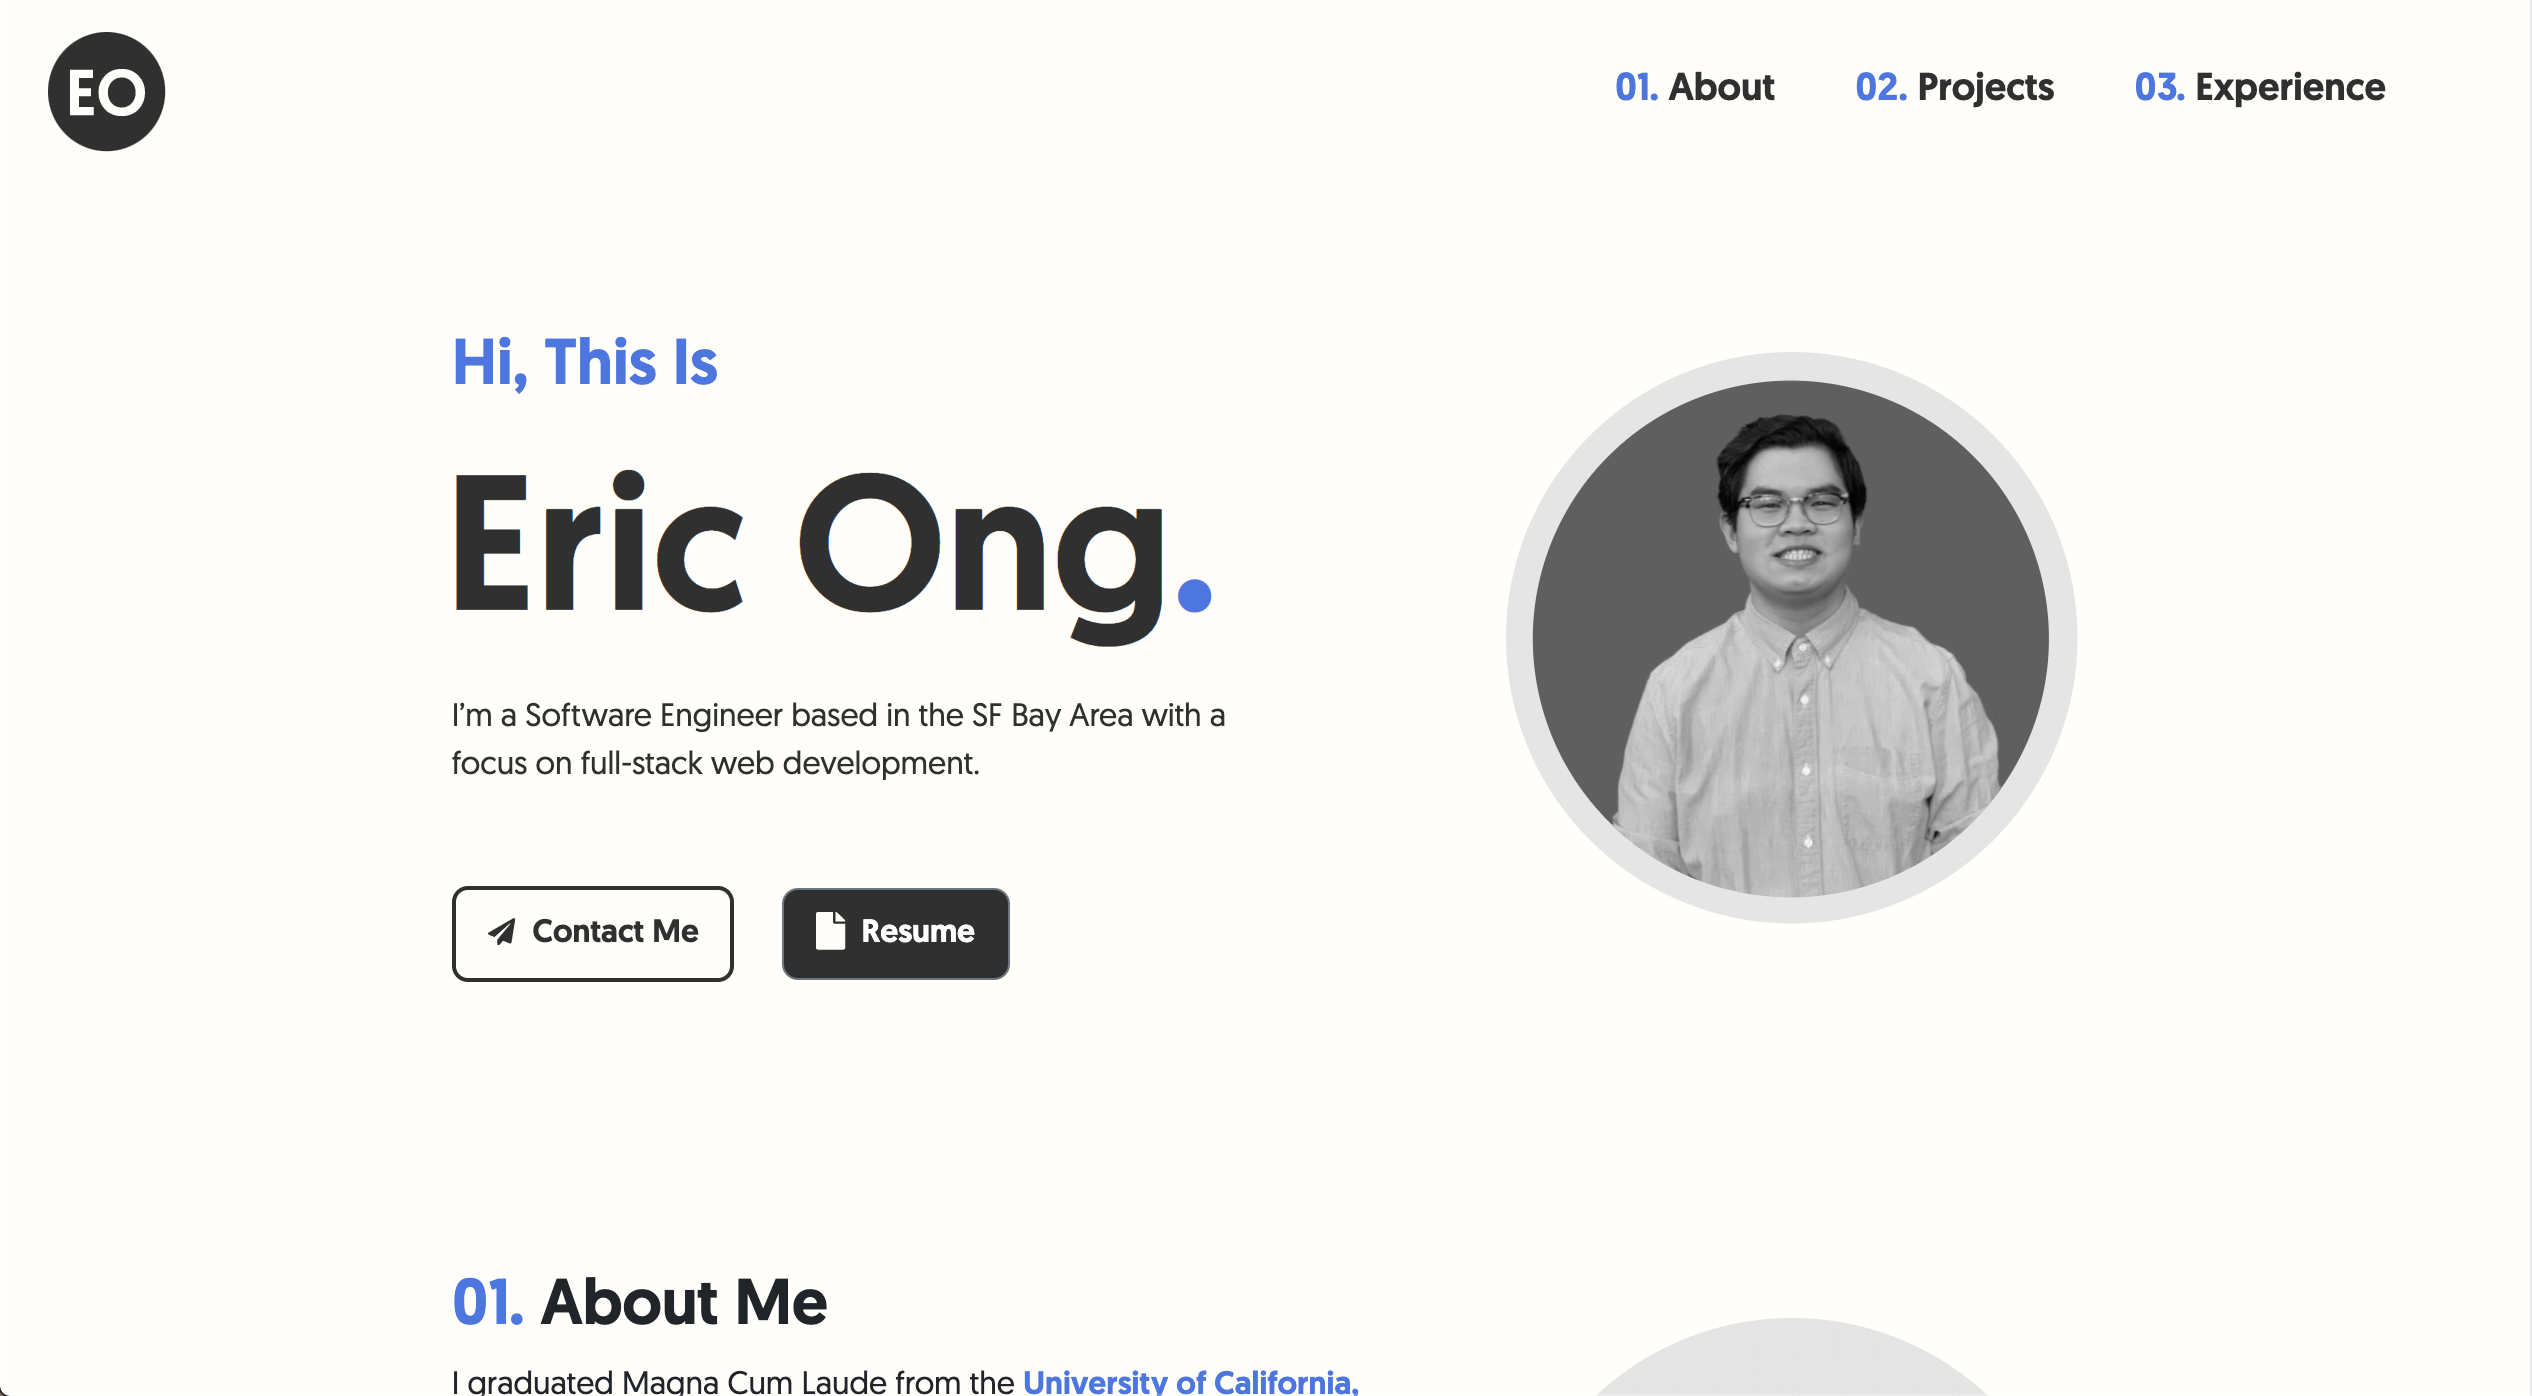 EO
01. About 02. Projects 03. Experience
Hi, This Is
Eric Ong.
I’m a Software Engineer based in the SF Bay Area with a
focus on full-stack web development.
Contact Me
Resume
01. About Me
I graduated Magna Cum Laude from the University of California,